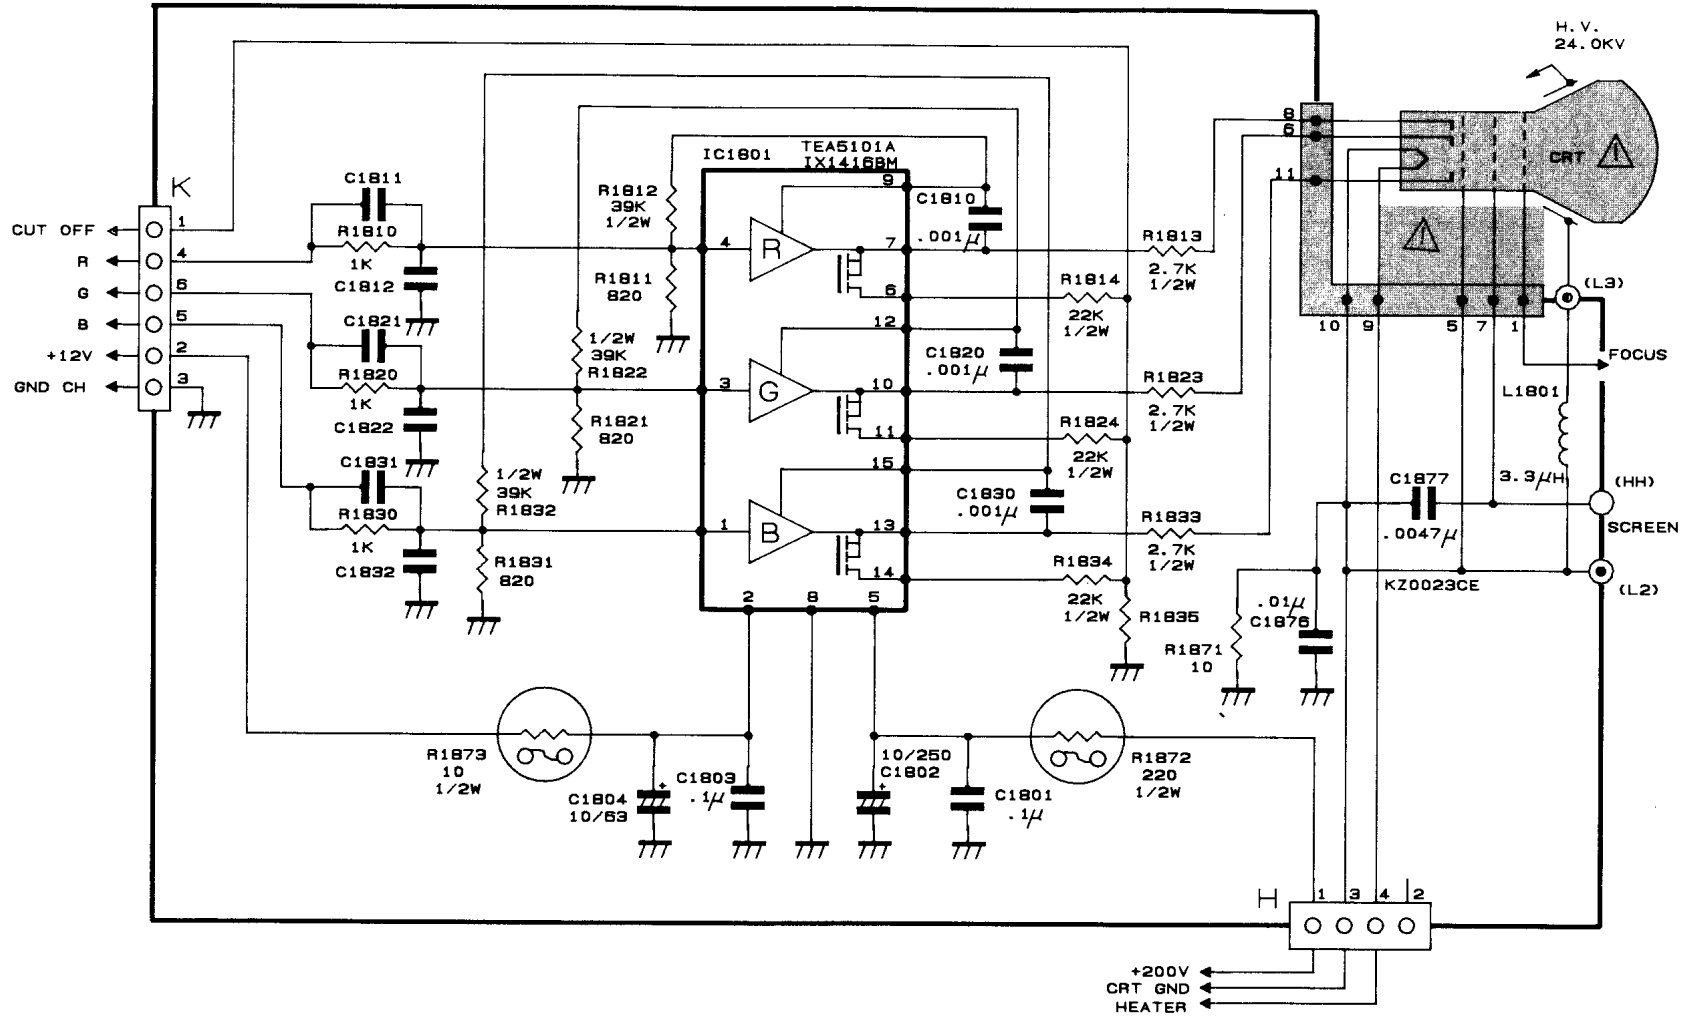 H.V.
24.0KV
K
CUT OFF
R
G
B
+12V
GND CH
1
4
6
5
2
3
C1811
R1810
1K
C1812
C1821
R1820
1K
C1822
C1831
R1830
1K
C1832
R1812
39K
1/2W
R1811
820
1/2W
39K
R1822
R1821
820
1/2W
39K
R1832
R1831
820
IC1801
TEA5101A
IX1416BM
4
R
9
7
6
3
G
12
10
11
1
B
15
13
14
2
8
5
C1810
.001μ
C1820
.001μ
C1830
.001μ
R1813
2.7K
1/2W
R1814
22K
1/2W
R1823
2.7K
1/2W
R1824
22K
1/2W
R1833
2.7K
1/2W
R1834
22K
1/2W
R1835
8
6
11
CRT
10
9
5
7
1
(L3)
FOCUS
L1801
3.3μH
(HH)
SCREEN
C1877
.0047μ
KZ0023CE
(L2)
.01μ
C1876
R1871
10
R1873
10
1/2W
C1804
10/63
C1803
.1μ
10/250
C1802
C1801
.1μ
R1872
220
1/2W
H
1
3
4
2
+200V
CRT GND
HEATER